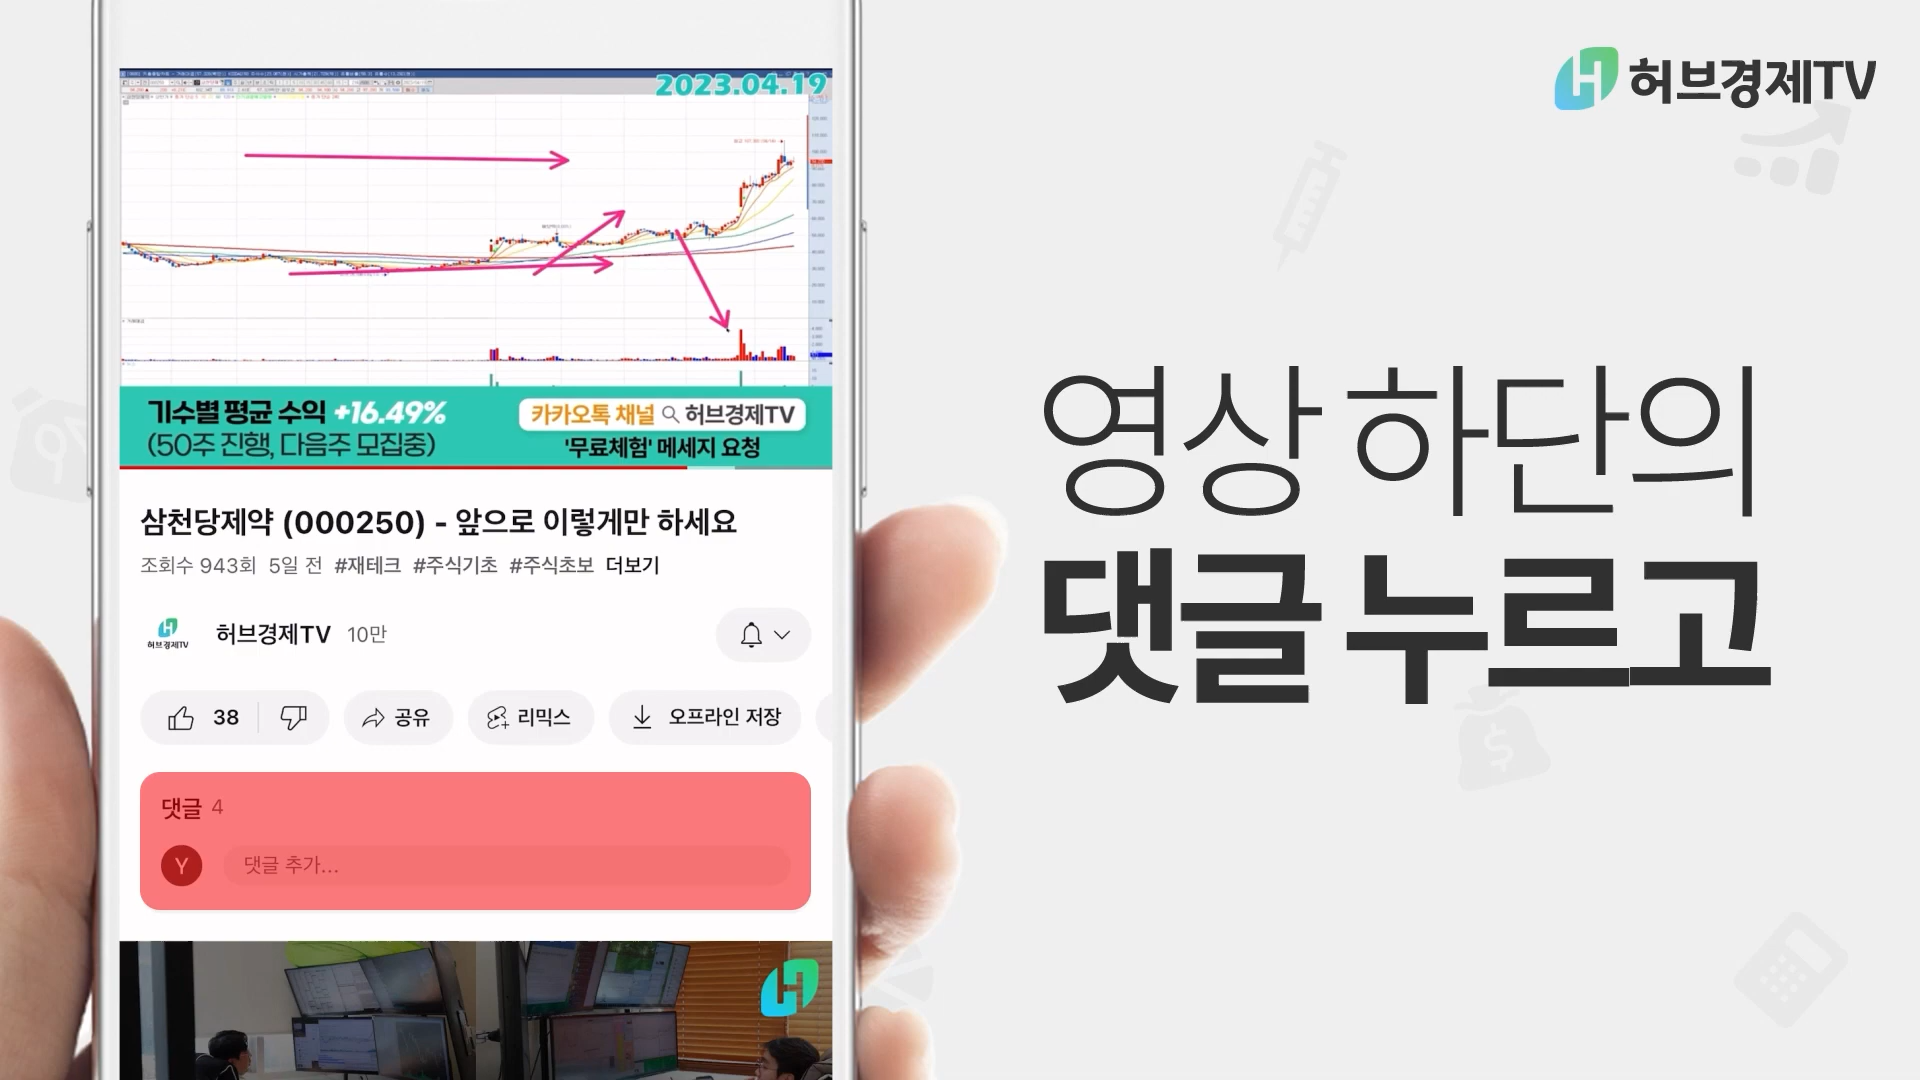 2023.04.19
허브경제TV
기수별 평균 수익 +16.49%
(50주 진행, 다음주 모집중)
카카오톡 채널 허브경제TV
'무료체험' 메세지 요청
삼천당제약 (000250) - 앞으로 이렇게만 하세요
조회수 943회 5일 전 #재테크 #주식기초 #주식초보 더보기
허브경제TV
허브경제TV 10만
38
공유
리믹스
오프라인 저장
댓글 4
Y
댓글 추가...
영상 하단의
댓글 누르고